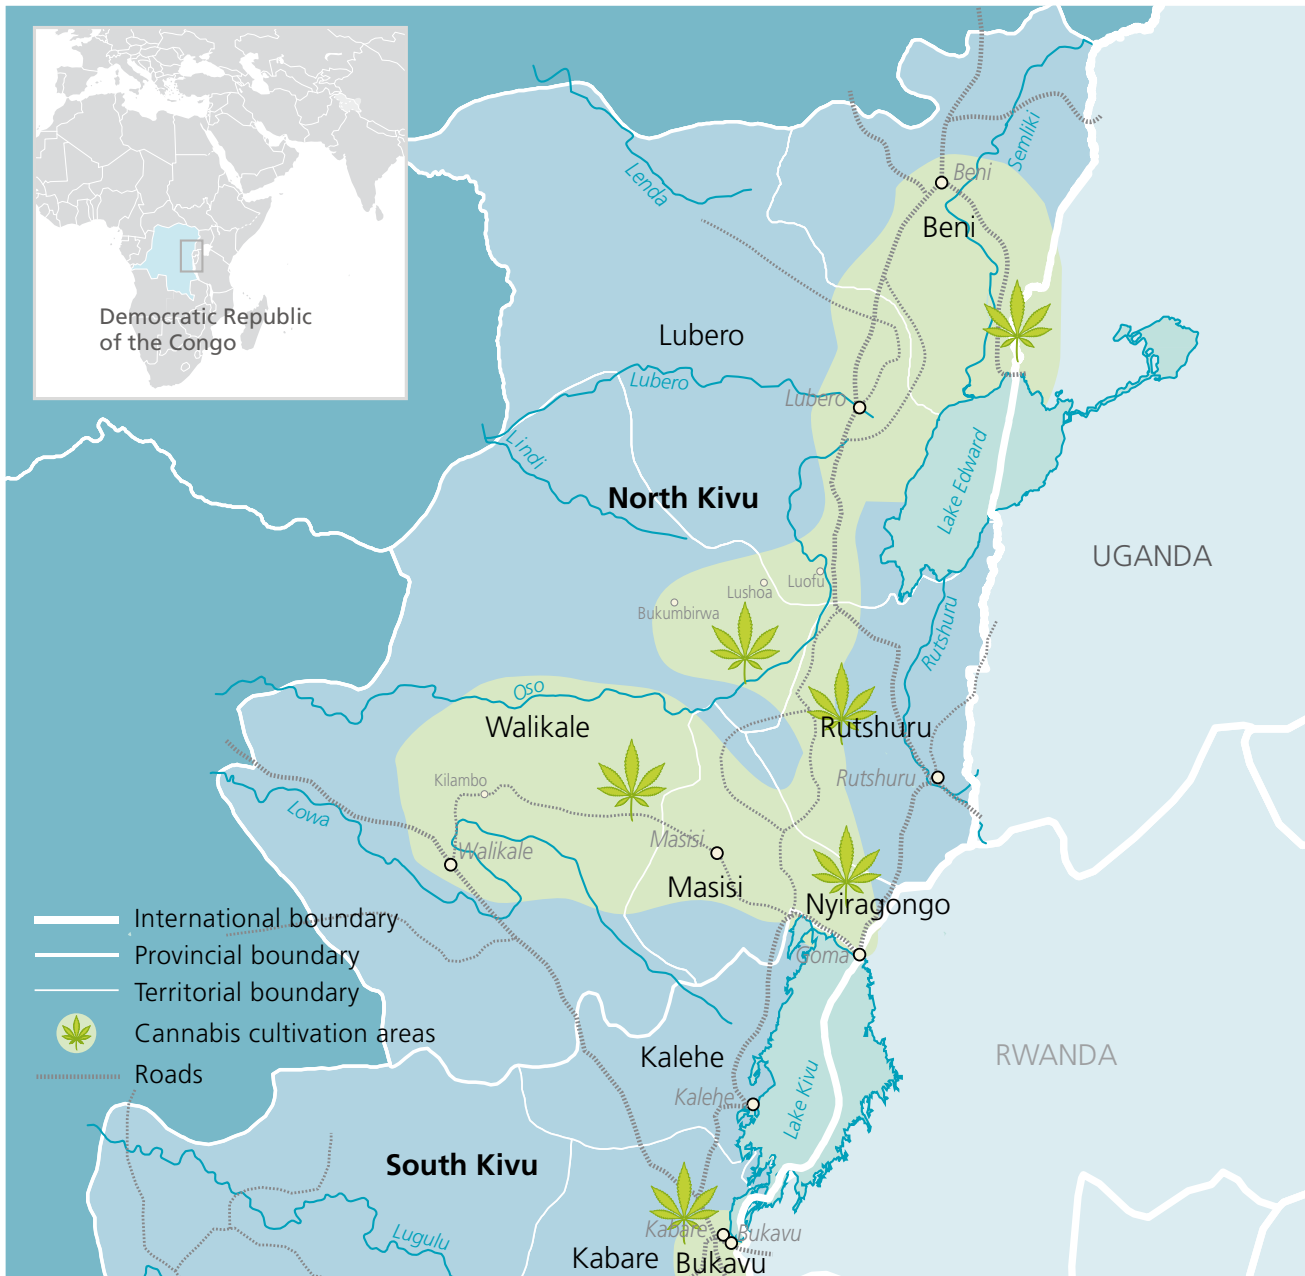 Democratic Republic
of the Congo
Semliki
Beni
Lenda
Beni
Lubero
Lubero
Lubero
Lindi
Lake Edward
North Kivu
UGANDA
Luofu
Lushoa
Bukumbirwa
Rutshuru
Oso
Walikale
Rutshuru
Rutshuru
Kilambo
Lowa
Masisi
Walikale
Masisi
Nyiragongo
Goma
International boundary
Provincial boundary
Territorial boundary
Cannabis cultivation areas
Roads
Kalehe
RWANDA
Kalehe
Lake Kivu
South Kivu
Lugulu
Kabare
Bukavu
Kabare
Bukavu